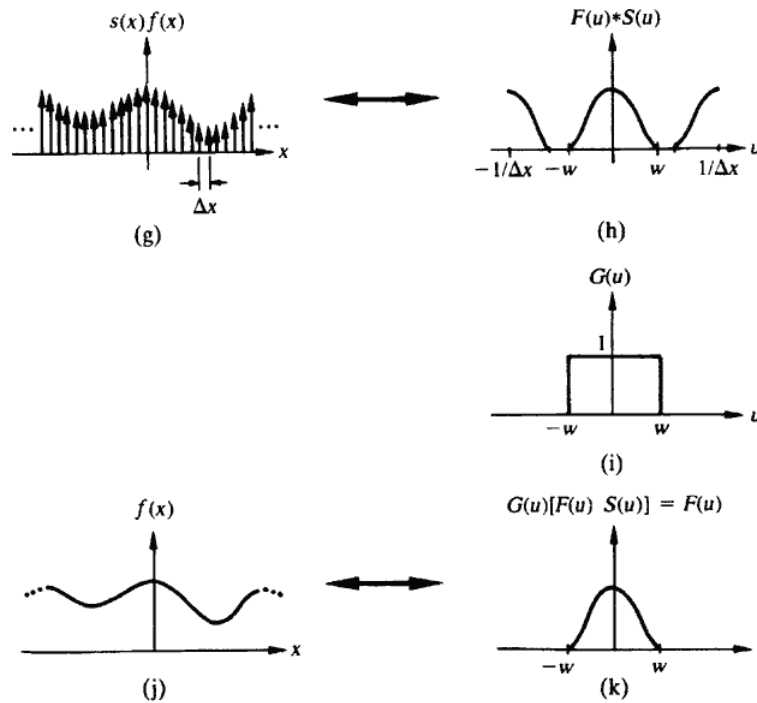 s(x)f(x)
F(u)*S(u)
... ...
x
Δx
−1/Δx −w w 1/Δx u
(g)
(h)
G(u)
1
−w w u
(i)
f(x)
G(u)[F(u) S(u)] = F(u)
x
−w w
(j)
(k)